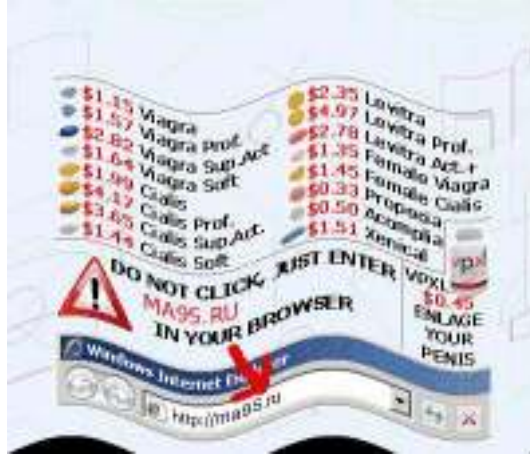 $1.15 Viagra
$1.57 Viagra Prof.
$2.82 Viagra Sup.Act
$1.64 Viagra Soft
$1.99 Cialis
$4.17 Cialis Prof.
$3.65 Cialis Sup.Act.
$1.44 Cialis Soft
$2.35 Levitra
$4.97 Levitra Prof.
$2.78 Levitra Act.+
$1.35 Female Viagra
$1.45 Female Cialis
$0.33 Propecia
$0.50 Acomplia
$1.51 Xenical
DO NOT CLICK, JUST ENTER
MA95.RU
IN YOUR BROWSER
VPXL
$0.45
ENLAGE
YOUR
PENIS
vpxl
Windows Internet Explorer
http://ma95.ru